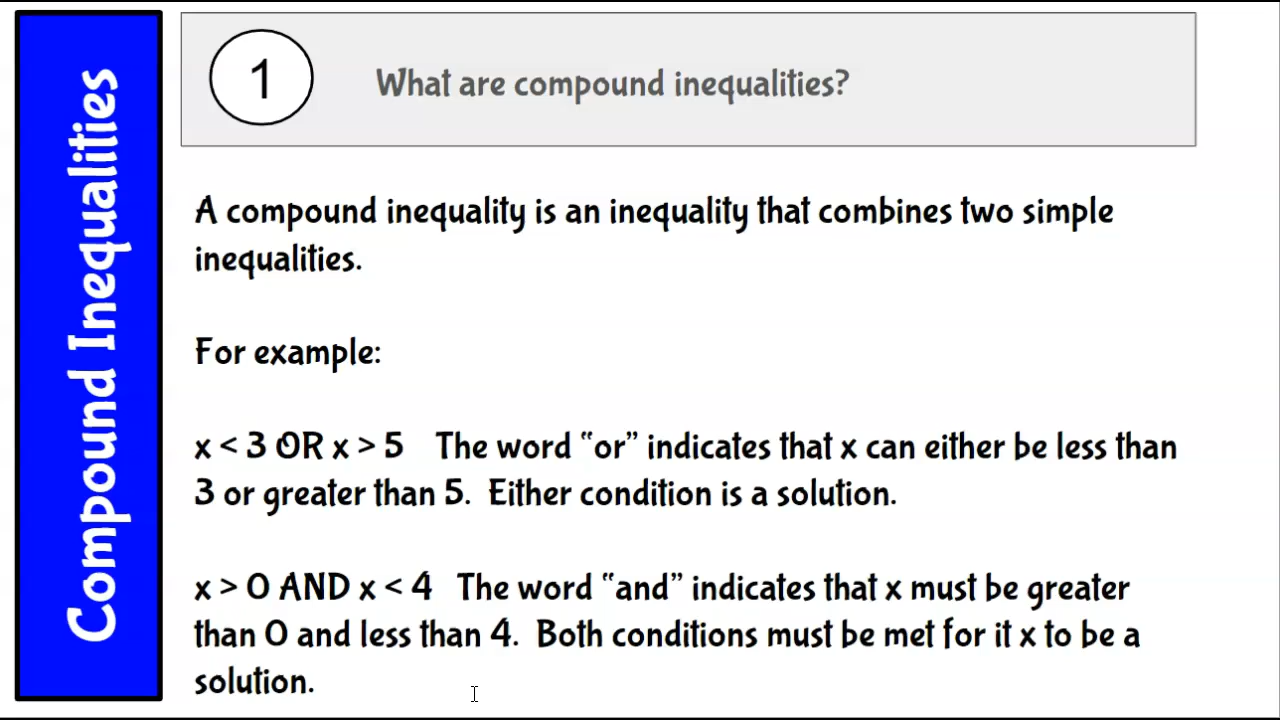 Compound Inequalities
1
What are compound inequalities?
A compound inequality is an inequality that combines two simple
inequalities.
For example:
x < 3 OR x > 5 The word “or” indicates that x can either be less than
3 or greater than 5. Either condition is a solution.
x > 0 AND x < 4 The word “and” indicates that x must be greater
than 0 and less than 4. Both conditions must be met for it x to be a
solution.